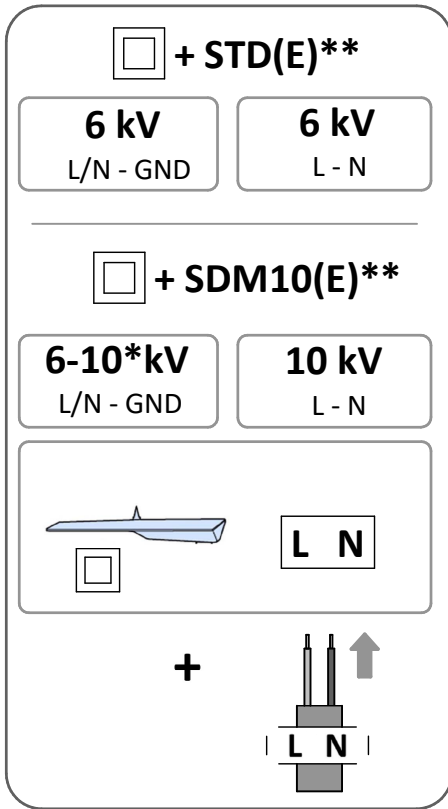 + STD(E)**
6 kV
L/N - GND
6 kV
L - N
+ SDM10(E)**
6-10*kV
L/N - GND
10 kV
L - N
L N
+
L N